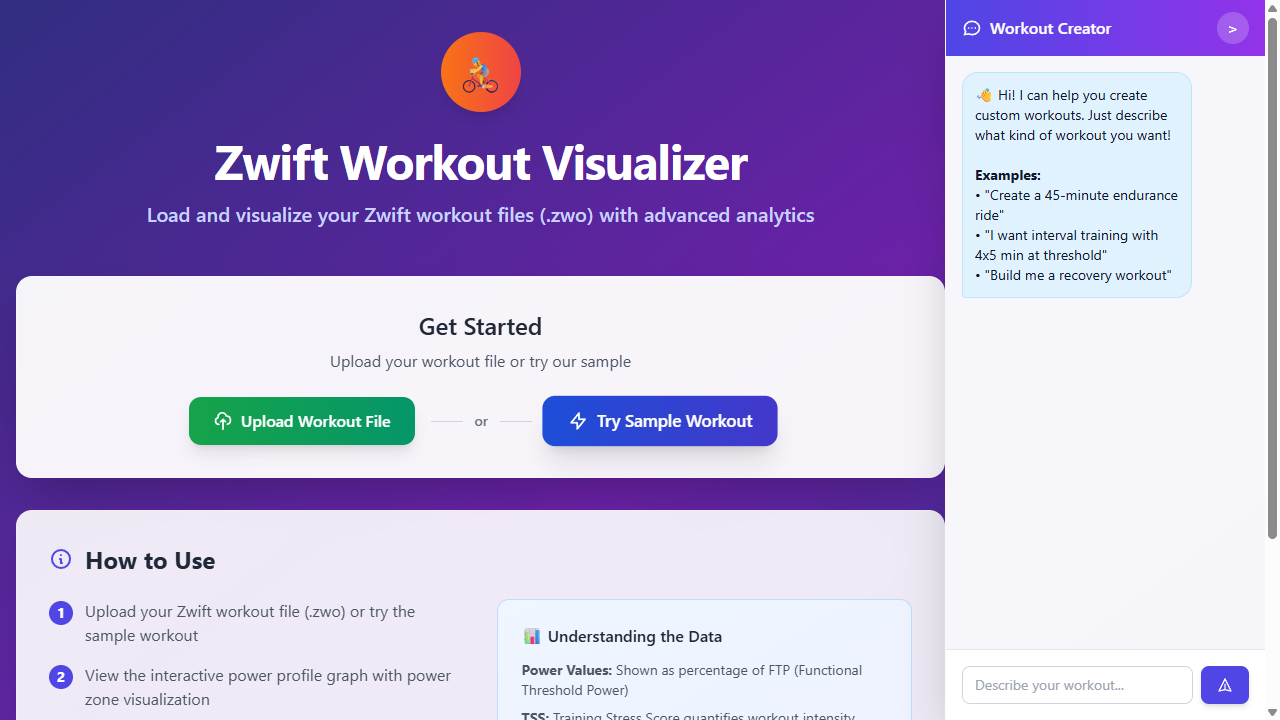 Zwift Workout Visualizer
Load and visualize your Zwift workout files (.zwo) with advanced analytics
Get Started
Upload your workout file or try our sample
Upload Workout File
or
Try Sample Workout
How to Use
1 Upload your Zwift workout file (.zwo) or try the
sample workout
2 View the interactive power profile graph with power
zone visualization
Understanding the Data
Power Values: Shown as percentage of FTP (Functional
Threshold Power)
TSS: Training Stress Score quantifies workout intensity
Workout Creator
>
👋 Hi! I can help you create
custom workouts. Just describe
what kind of workout you want!
Examples:
• "Create a 45-minute endurance
ride"
• "I want interval training with
4x5 min at threshold"
• "Build me a recovery workout"
Describe your workout...